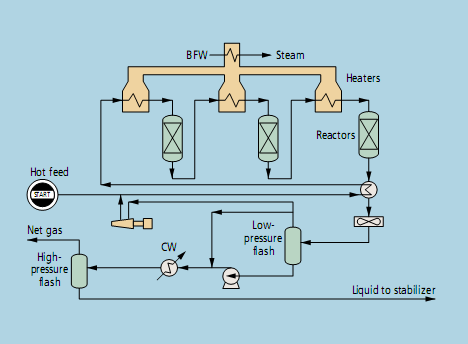 BFW
Steam
Heaters
Reactors
Hot feed
START
Net gas
Low-
pressure
flash
CW
High-
pressure
flash
Liquid to stabilizer